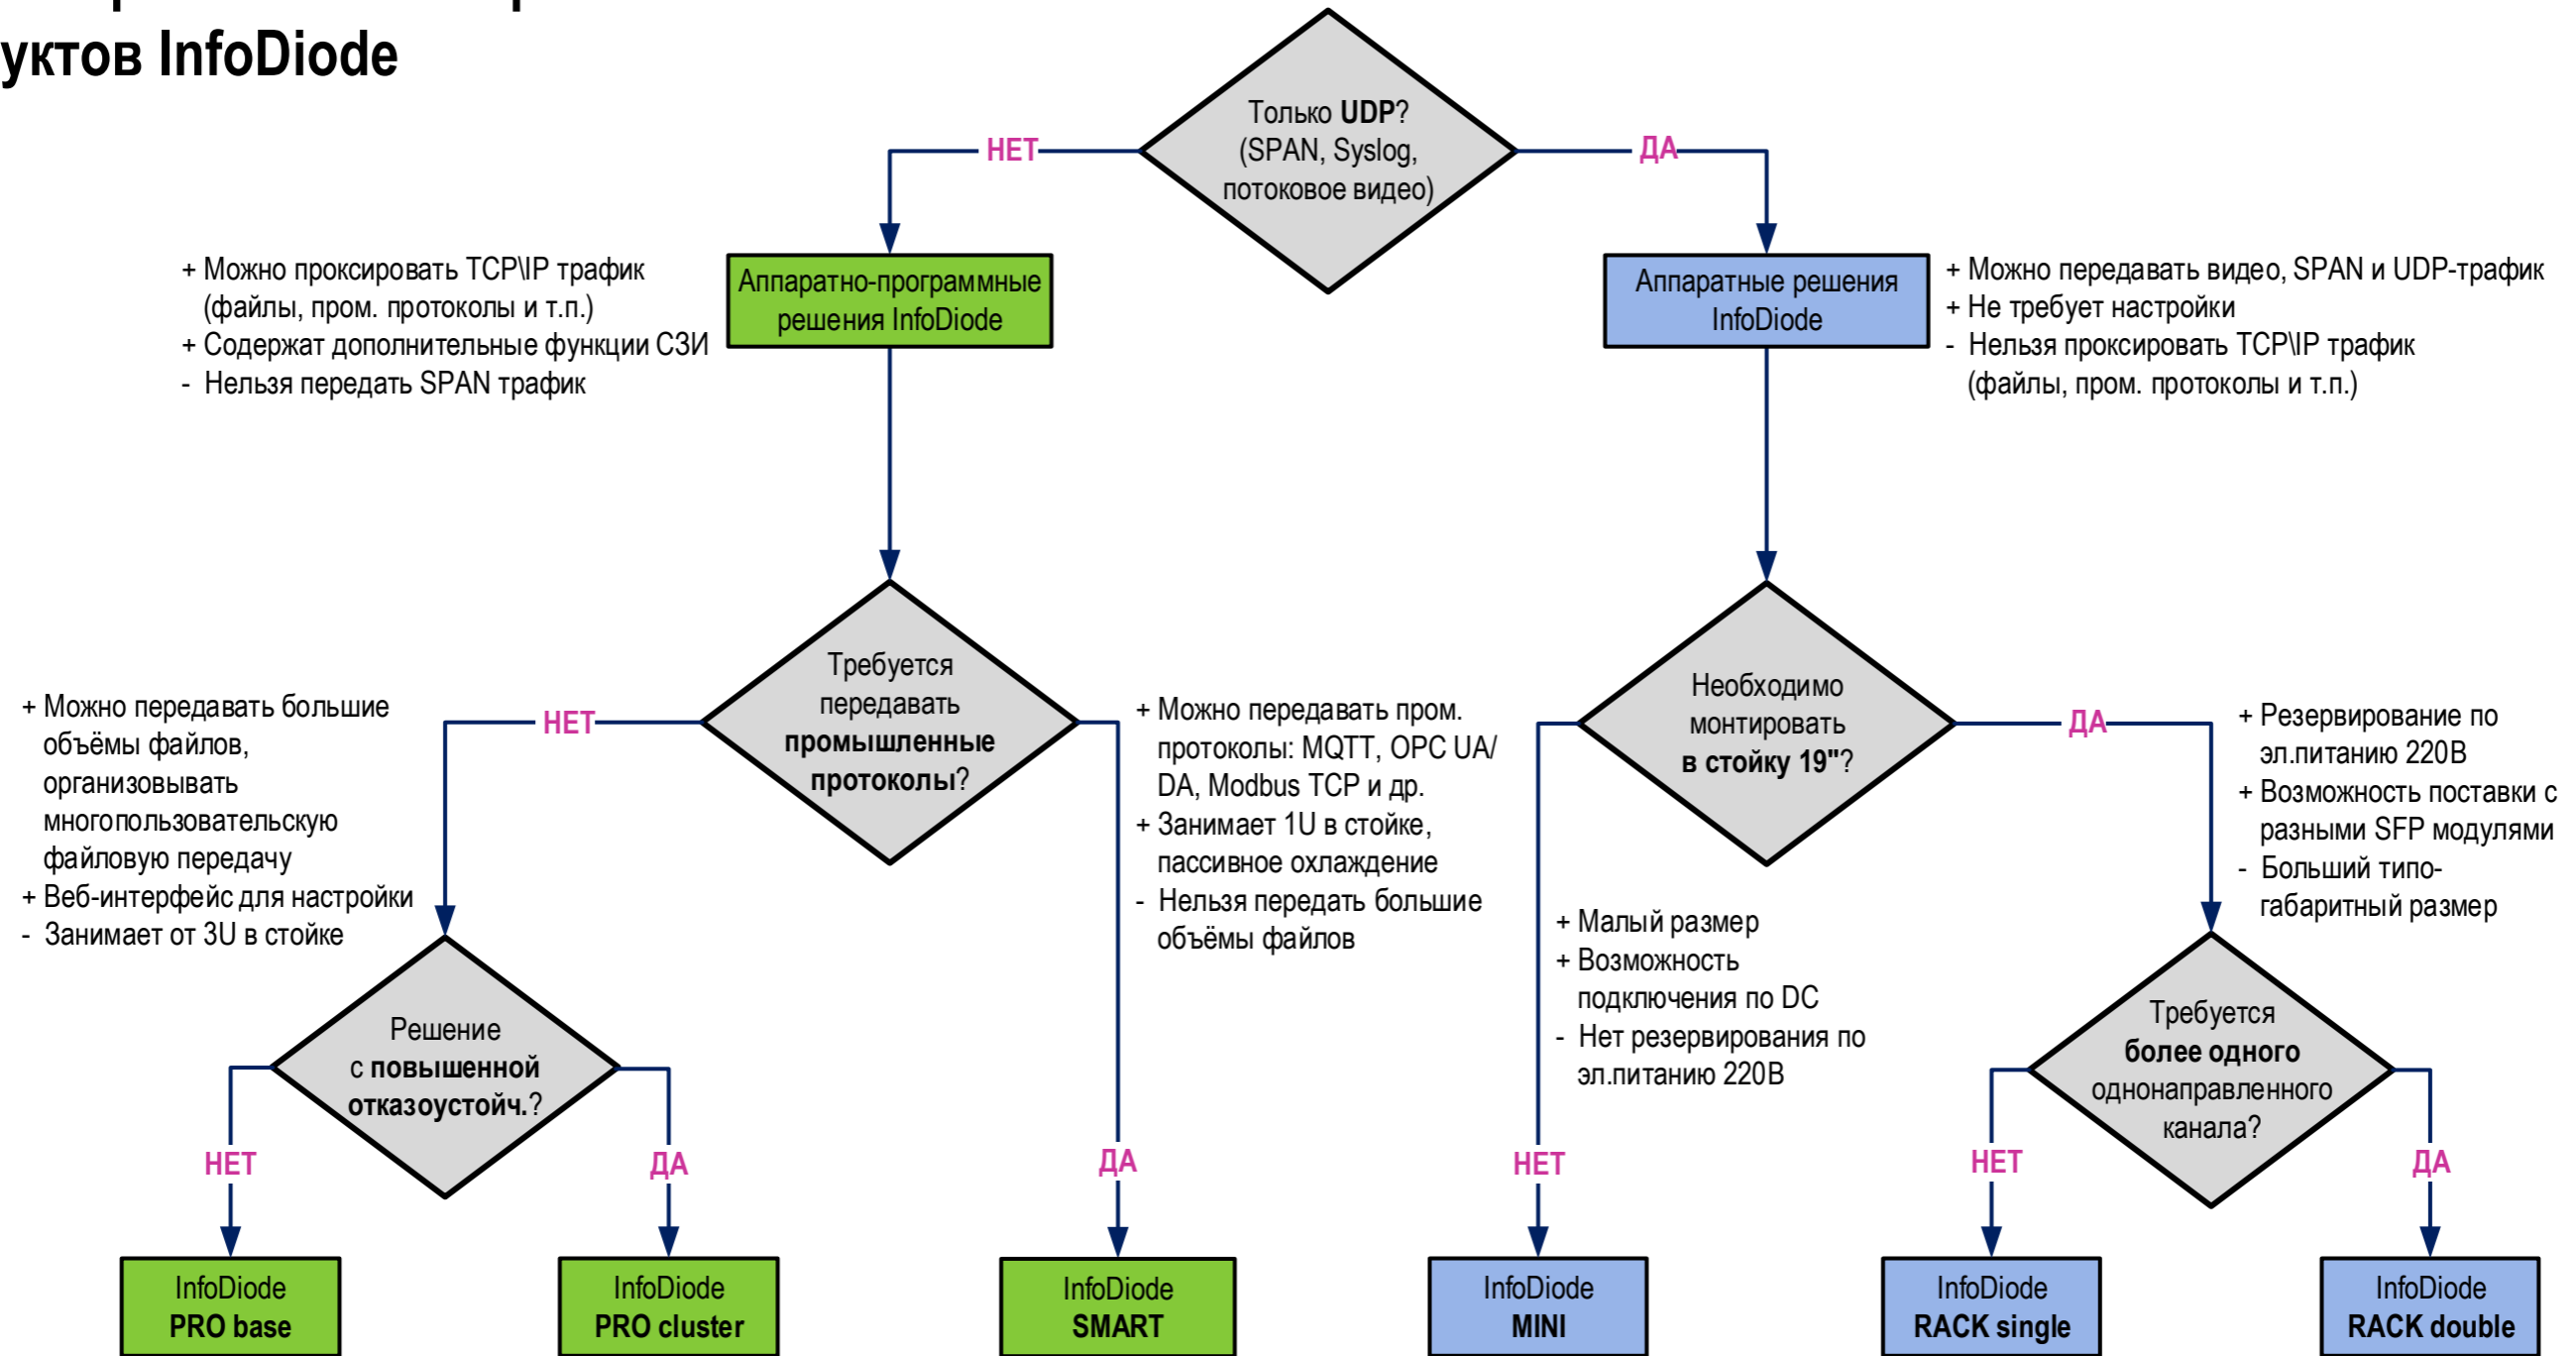 уктов InfoDiode
Только UDP?
(SPAN, Syslog,
потоковое видео)
НЕТ
ДА
+ Можно проксировать TCP\IP трафик
(файлы, пром. протоколы и т.п.)
+ Содержат дополнительные функции СЗИ
- Нельзя передать SPAN трафик
Аппаратно-программные
решения InfoDiode
Аппаратные решения
InfoDiode
+ Можно передавать видео, SPAN и UDP-трафик
+ Не требует настройки
- Нельзя проксировать TCP\IP трафик
(файлы, пром. протоколы и т.п.)
+ Можно передавать большие
объёмы файлов,
организовывать
многопользовательскую
файловую передачу
+ Веб-интерфейс для настройки
- Занимает от 3U в стойке
НЕТ
Требуется
передавать
промышленные
протоколы?
+ Можно передавать пром.
протоколы: MQTT, OPC UA/
DA, Modbus TCP и др.
+ Занимает 1U в стойке,
пассивное охлаждение
- Нельзя передать большие
объёмы файлов
Необходимо
монтировать
в стойку 19"?
ДА
+ Резервирование по
эл.питанию 220В
+ Возможность поставки с
разными SFP модулями
- Больший типо-
габаритный размер
+ Малый размер
+ Возможность
подключения по DC
- Нет резервирования по
эл.питанию 220В
Решение
с повышенной
отказоустойч.?
Требуется
более одного
однонаправленного
канала?
НЕТ
ДА
ДА
НЕТ
НЕТ
ДА
InfoDiode
PRO base
InfoDiode
PRO cluster
InfoDiode
SMART
InfoDiode
MINI
InfoDiode
RACK single
InfoDiode
RACK double